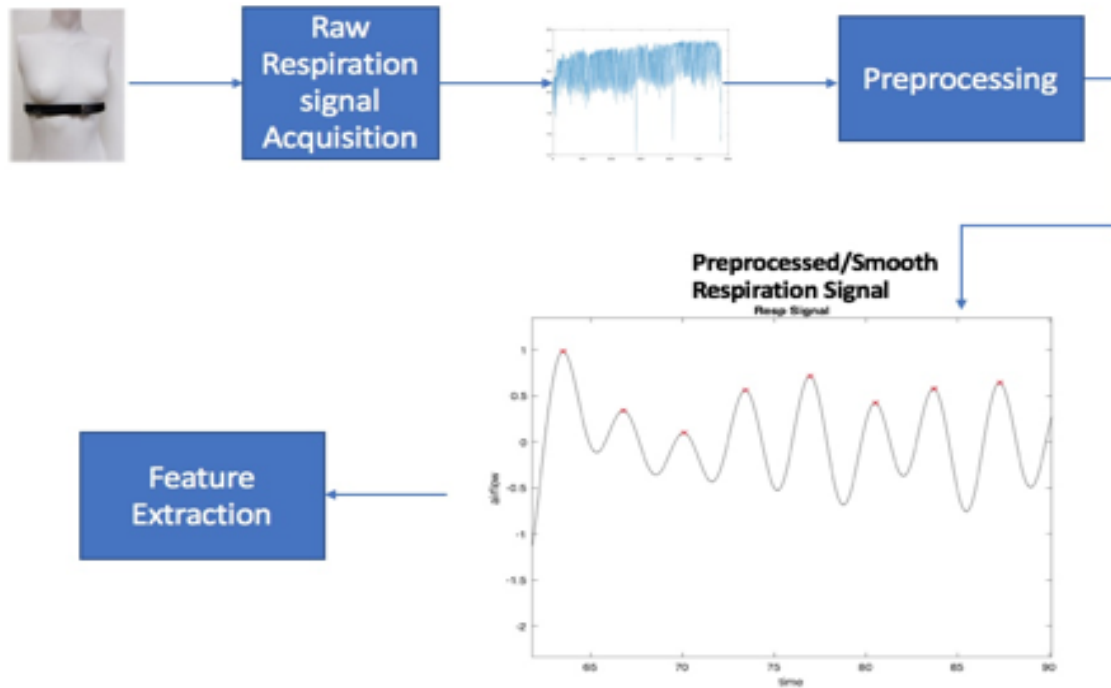 Raw
Respiration
signal
Acquisition
Preprocessing
Preprocessed/Smooth
Respiration Signal
Resp Signal
1
0.5
0
-0.5
-1
-1.5
-2
airflow
65
70
75
80
85
90
time
Feature
Extraction